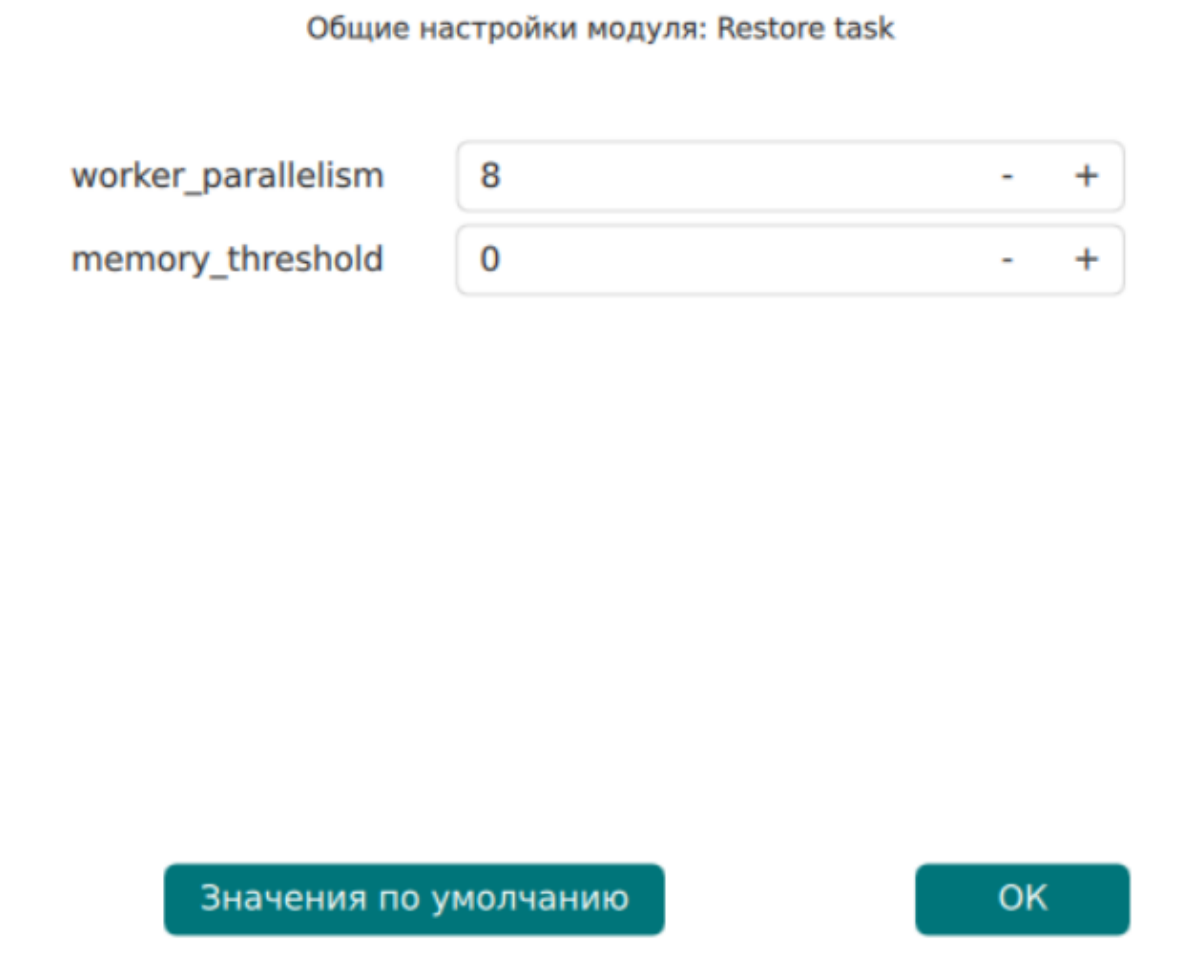 Общие настройки модуля: Restore task
worker_parallelism 8 - +
memory_threshold 0 - +
Значения по умолчанию OK